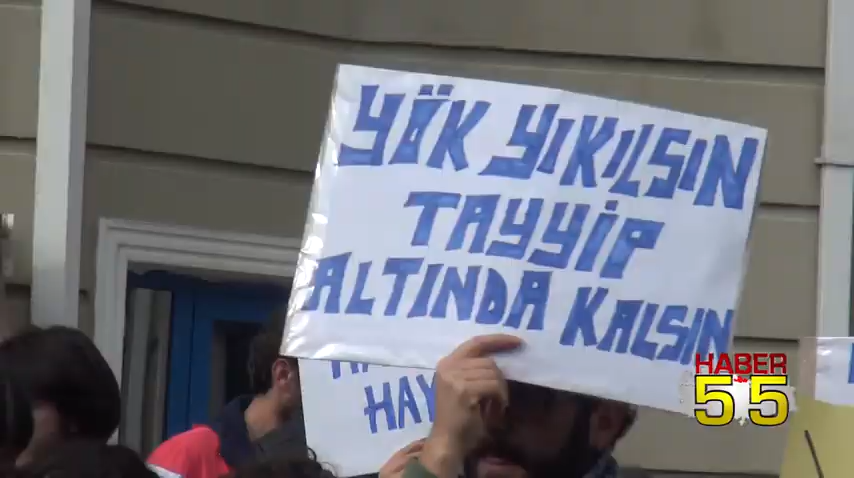 YÖK YIKILSIN
TAYYİP
ALTINDA KALSIN
HAY
HABER
55